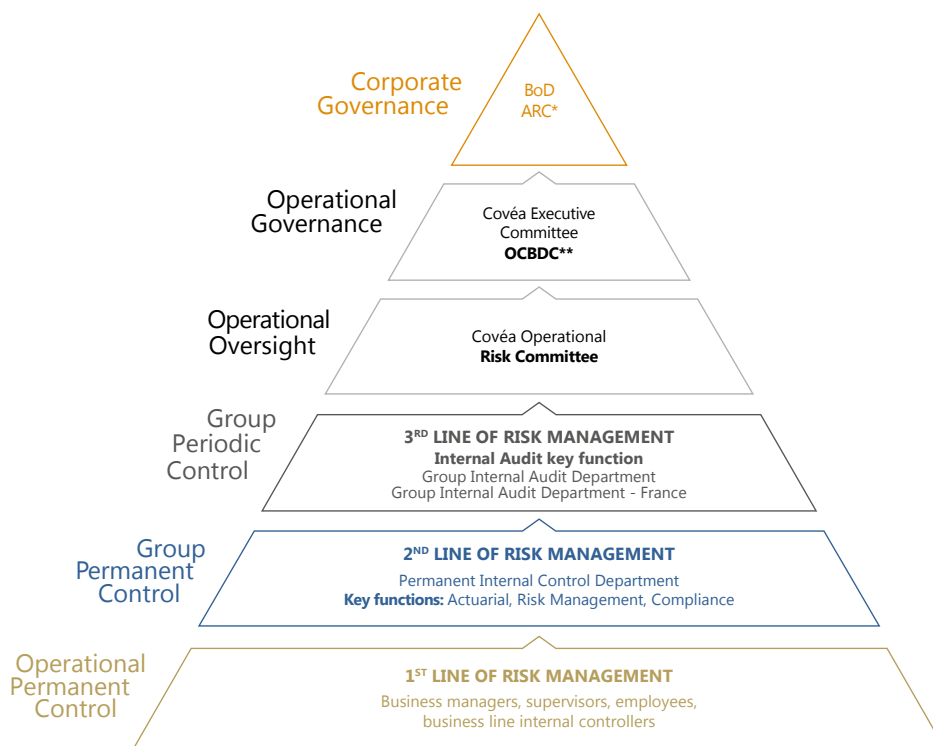 Corporate
Governance
BoD
ARC*
Operational
Governance
Covéa Executive
Committee
OCBDC**
Operational
Oversight
Covéa Operational
Risk Committee
Group
Periodic
Control
3RD LINE OF RISK MANAGEMENT
Internal Audit key function
Group Internal Audit Department
Group Internal Audit Department - France
Group
Permanent
Control
2ND LINE OF RISK MANAGEMENT
Permanent Internal Control Department
Key functions: Actuarial, Risk Management, Compliance
Operational
Permanent
Control
1ST LINE OF RISK MANAGEMENT
Business managers, supervisors, employees,
business line internal controllers